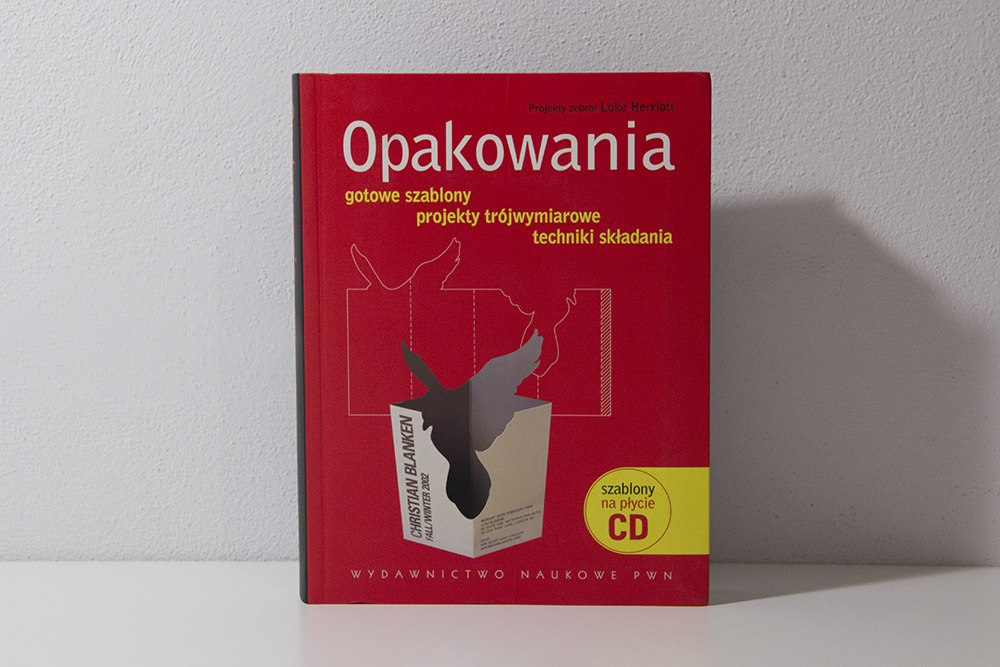 Projekty zebrał Luke Herriott
Opakowania
gotowe szablony
projekty trójwymiarowe
techniki składania
CHRISTIAN BLANKEN
FALL/WINTER 2002
szablony
na płycie
CD
WYDAWNICTWO NAUKOWE PWN